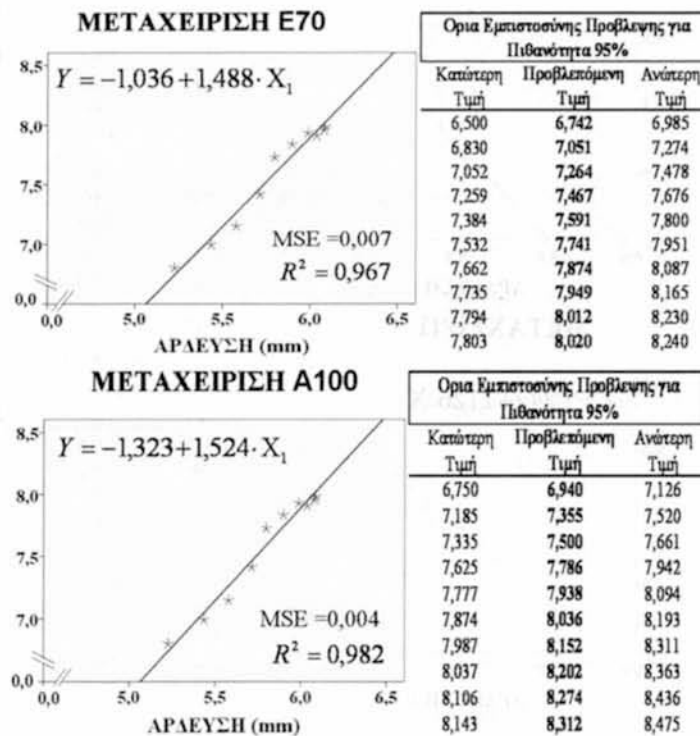 ΜΕΤΑΧΕΙΡΙΣΗ E70
8,5
8,0
7,5
7,0
0,0
Y = −1,036+1,488· X₁
MSE =0,007
R² = 0,967
0,0 5,0 5,5 6,0 6,5
ΑΡΔΕΥΣΗ (mm)
Ορια Εμπιστοσύνης Πρoβλεψης για
Πιθανότητα 95%
Κατώτερη Προβλεπόμενη Ανώτερη
Τιμή Τιμή Τιμή
6,500 6,742 6,985
6,830 7,051 7,274
7,052 7,264 7,478
7,259 7,467 7,676
7,384 7,591 7,800
7,532 7,741 7,951
7,662 7,874 8,087
7,735 7,949 8,165
7,794 8,012 8,230
7,803 8,020 8,240
ΜΕΤΑΧΕΙΡΙΣΗ A100
8,5
8,0
7,5
7,0
0,0
Y = −1,323+1,524· X₁
MSE =0,004
R² = 0,982
0,0 5,0 5,5 6,0 6,5
ΑΡΔΕΥΣΗ (mm)
Ορια Εμπιστοσύνης Πρoβλεψης για
Πιθανότητα 95%
Κατώτερη Προβλεπόμενη Ανώτερη
Τιμή Τιμή Τιμή
6,750 6,940 7,126
7,185 7,355 7,520
7,335 7,500 7,661
7,625 7,786 7,942
7,777 7,938 8,094
7,874 8,036 8,193
7,987 8,152 8,311
8,037 8,202 8,363
8,106 8,274 8,436
8,143 8,312 8,475